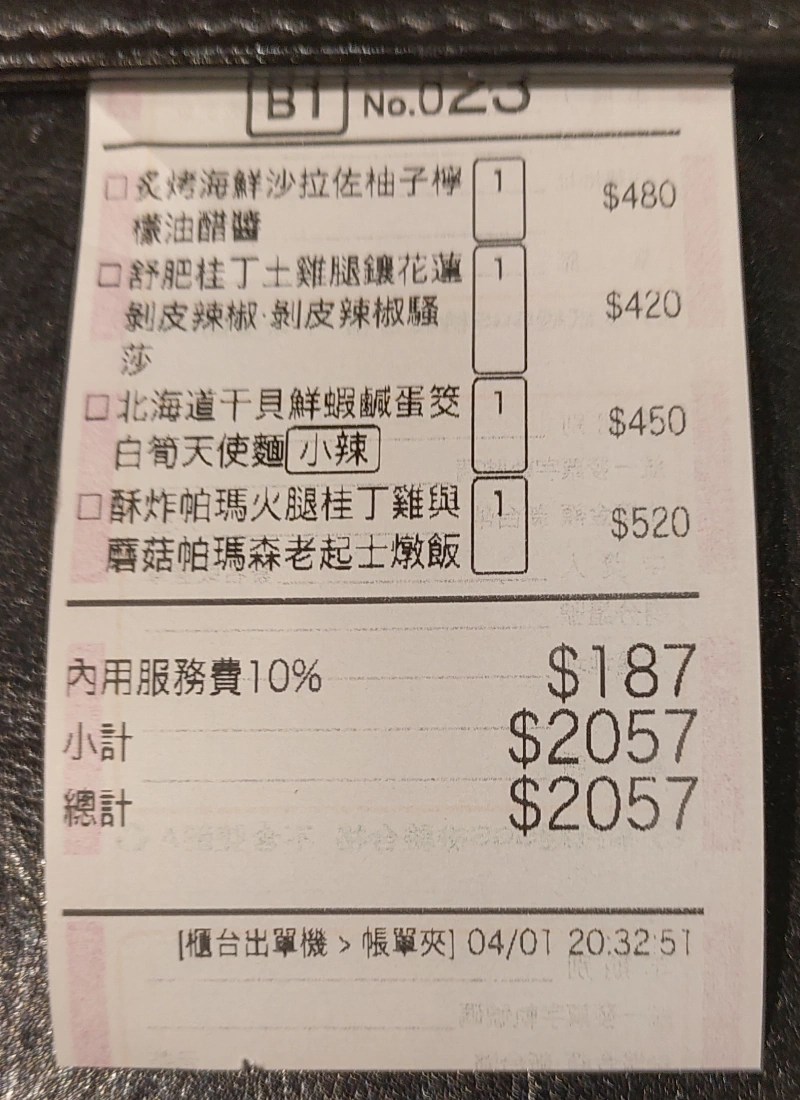 B1 No.023
□炙烤海鮮沙拉佐柚子檸 1 $480
檬油醋醬
□舒肥桂丁土雞腿鑲花蓮 1 $420
剝皮辣椒·剝皮辣椒騷
莎
□北海道干貝鮮蝦鹹蛋筊 1 $450
白筍天使麵 小辣
□酥炸帕瑪火腿桂丁雞與 1 $520
蘑菇帕瑪森老起士燉飯
內用服務費10% $187
小計 $2057
總計 $2057
[櫃台出單機 > 帳單夾] 04/01 20:32:51